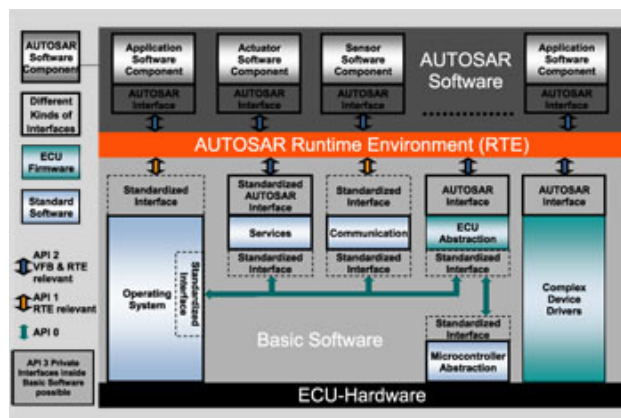 AUTOSAR
Software
Component
Different
Kinds of
Interfaces
ECU
Firmware
Standard
Software
API 2
VFB & RTE
relevant
API 1
RTE relevant
API 0
API 3 Private
Interfaces inside
Basic Software
possible
Application
Software
Component
AUTOSAR
Interface
Actuator
Software
Component
AUTOSAR
Interface
Sensor
Software
Component
AUTOSAR
Interface
AUTOSAR
Software
Application
Software
Component
AUTOSAR
Interface
AUTOSAR Runtime Environment (RTE)
Standardized
Interface
Operating
System
Standardized
Interface
Standardized
AUTOSAR
Interface
Services
Standardized
Interface
Standardized
Interface
Communication
Standardized
Interface
AUTOSAR
Interface
ECU
Abstraction
Standardized
Interface
Standardized
Interface
Microcontroller
Abstraction
AUTOSAR
Interface
Complex
Device
Drivers
Basic Software
ECU-Hardware